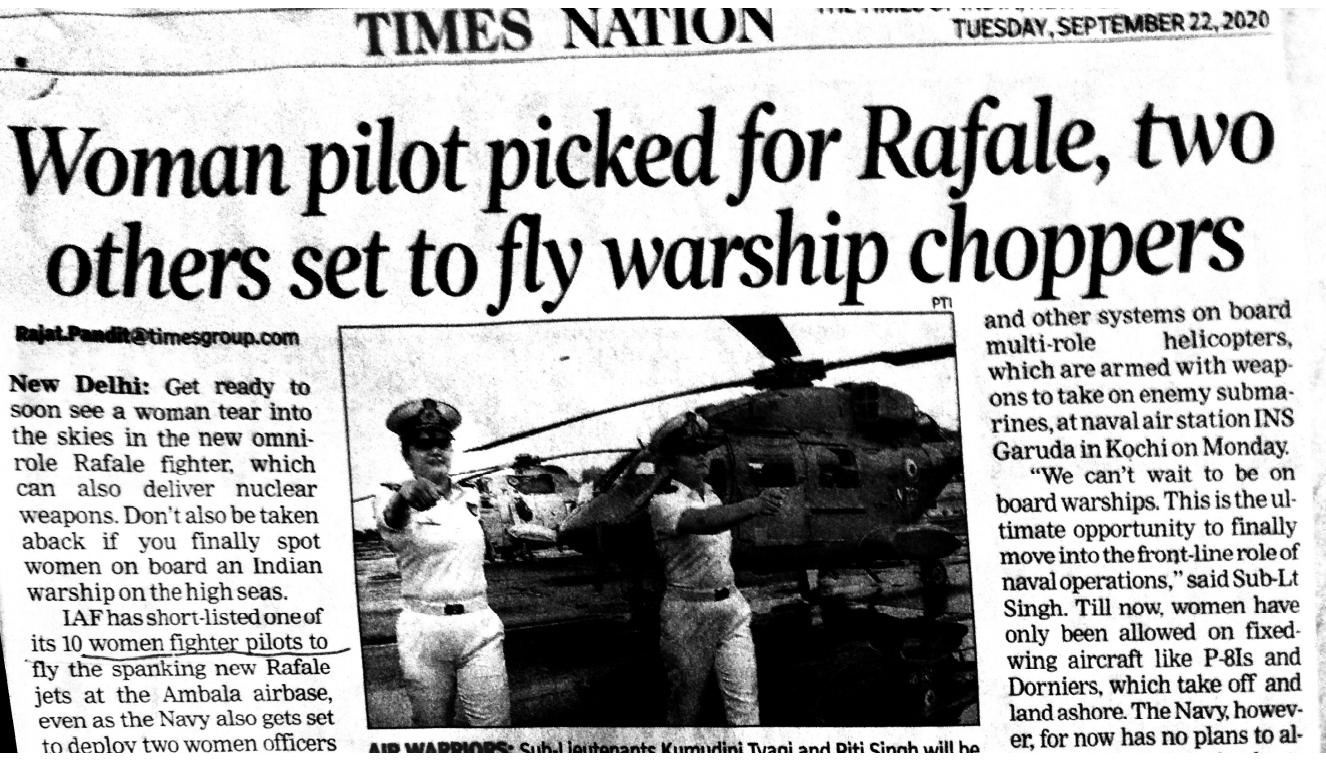 TIMES NATION
TUESDAY, SEPTEMBER 22, 2020
Woman pilot picked for Rafale, two
others set to fly warship choppers
PTI
Rajat.Pandit@timesgroup.com
New Delhi: Get ready to
soon see a woman tear into
the skies in the new omni-
role Rafale fighter, which
can also deliver nuclear
weapons. Don't also be taken
aback if you finally spot
women on board an Indian
warship on the high seas.
IAF has short-listed one of
its 10 women fighter pilots to
fly the spanking new Rafale
jets at the Ambala airbase,
even as the Navy also gets set
to deploy two women officers
AIR WARRIORS: Sub-Lieutenants Kumudini Tyagi and Riti Singh will be
and other systems on board
multi-role helicopters,
which are armed with weap-
ons to take on enemy subma-
rines, at naval air station INS
Garuda in Kochi on Monday.
"We can't wait to be on
board warships. This is the ul-
timate opportunity to finally
move into the front-line role of
naval operations," said Sub-Lt
Singh. Till now, women have
only been allowed on fixed-
wing aircraft like P-8Is and
Dorniers, which take off and
land ashore. The Navy, howev-
er, for now has no plans to al-